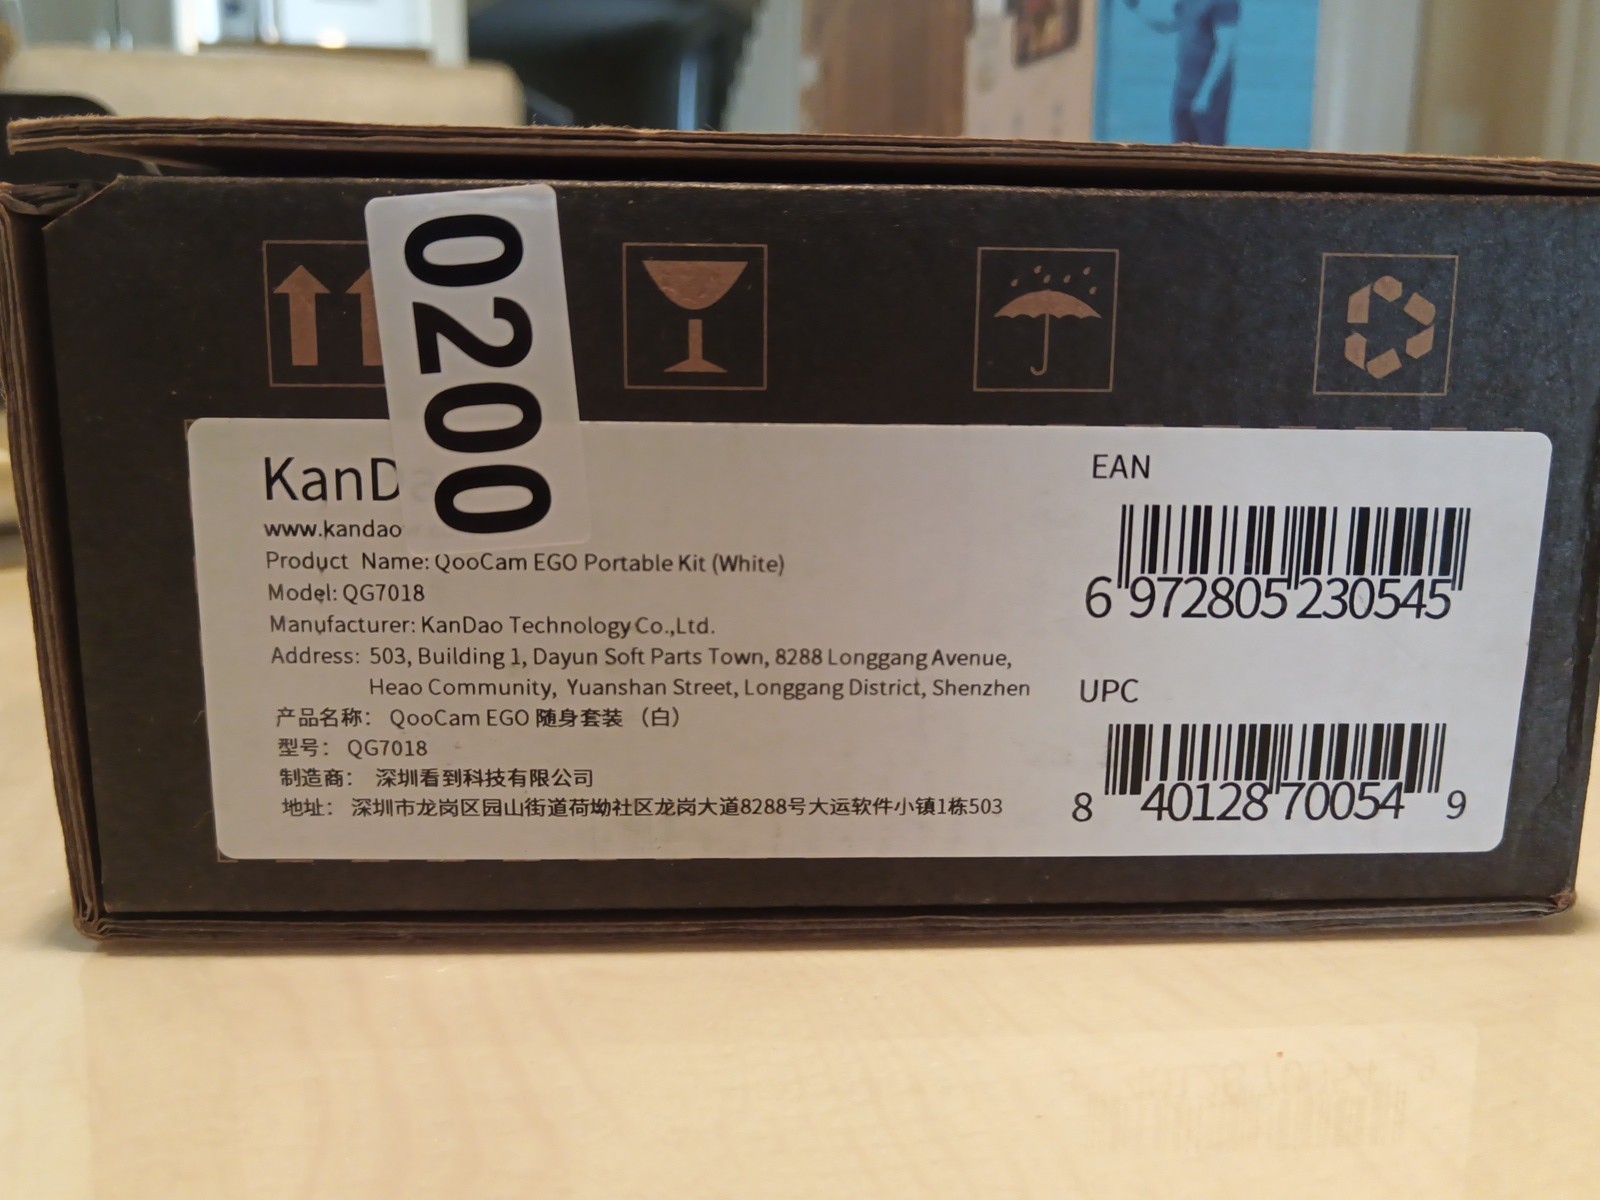 0200
KanD
www.kandao
Product Name: QooCam EGO Portable Kit (White)
Model: QG7018
Manufacturer: KanDao Technology Co.,Ltd.
Address: 503, Building 1, Dayun Soft Parts Town, 8288 Longgang Avenue,
Heao Community, Yuanshan Street, Longgang District, Shenzhen
产品名称： QooCam EGO 随身套装 （白）
型号： QG7018
制造商： 深圳看到科技有限公司
地址： 深圳市龙岗区园山街道荷坳社区龙岗大道8288号大运软件小镇1栋503
EAN
6 972805 230545
UPC
8 40128 70054 9